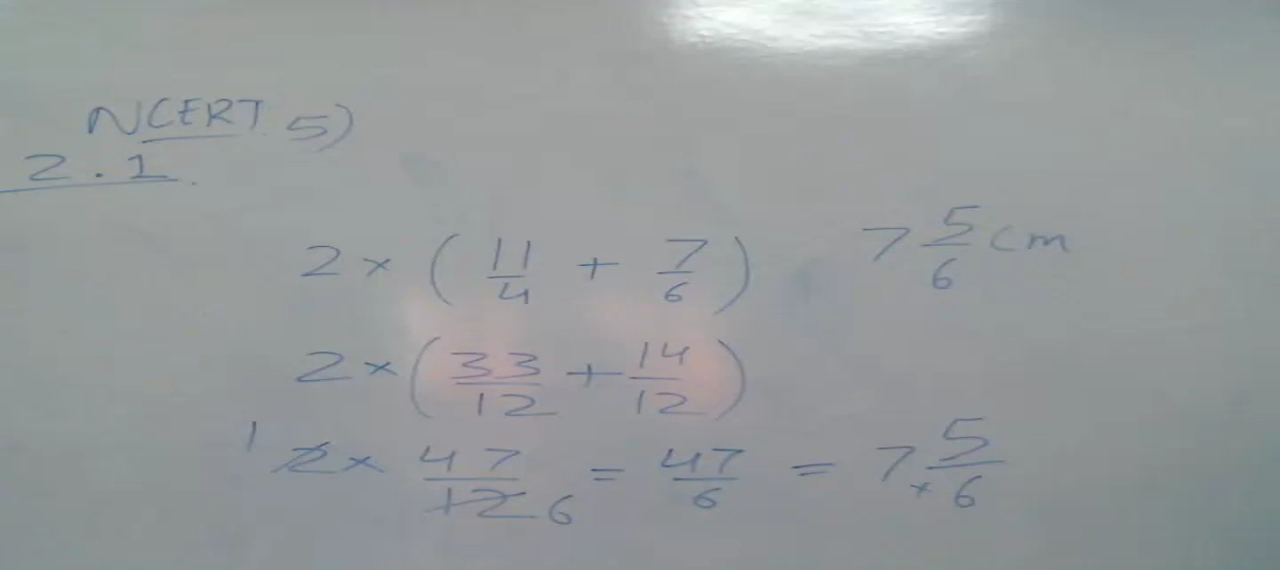 NCERT 5)
2.1
2 × ( 11/4 + 7/6 ) 7 5/6 cm
2 × ( 33/12 + 14/12 )
1 2 × 47/12 6 = 47/6 = 7 × 5/6